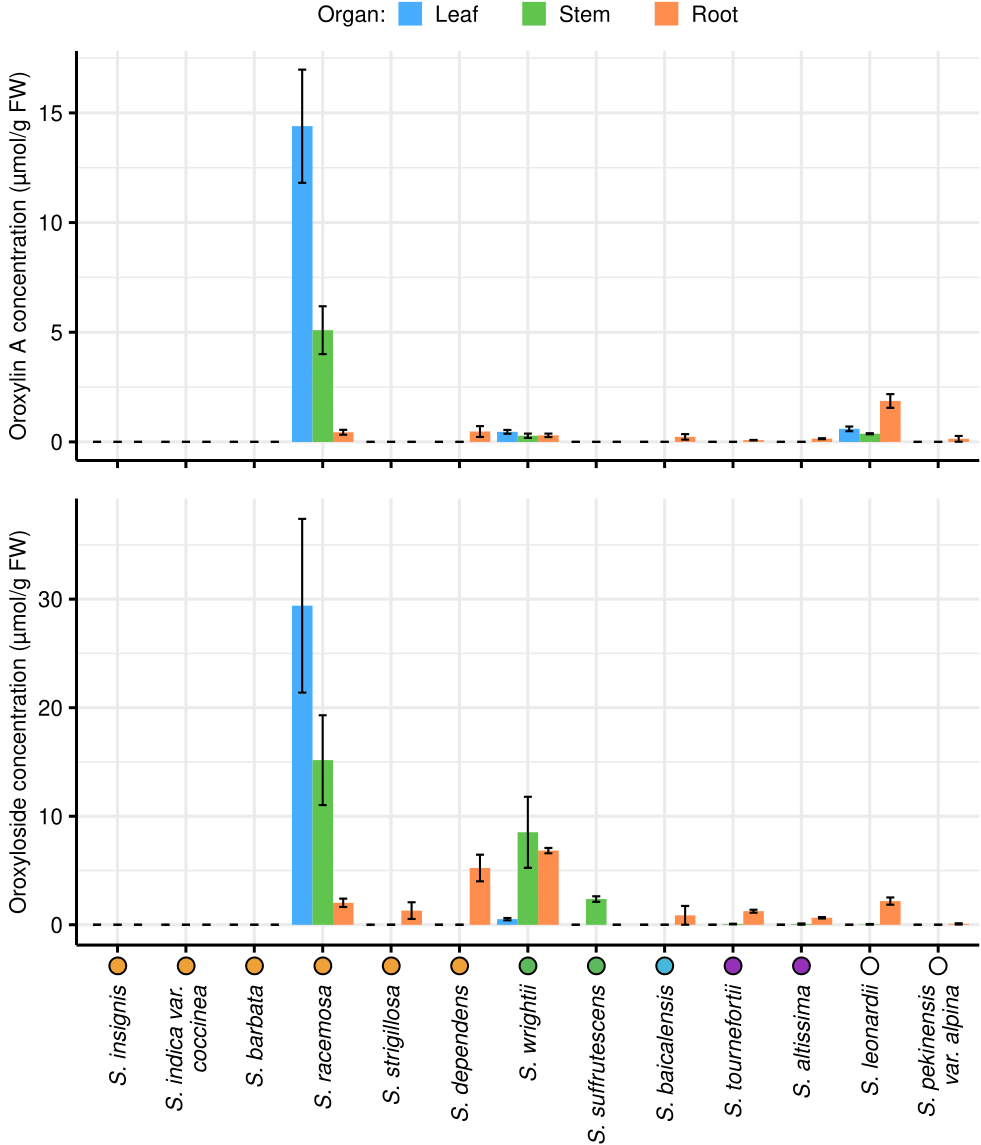 Organ: Leaf Stem Root
Oroxylin A concentration (µmol/g FW)
15
10
5
0
Oroxyloside concentration (µmol/g FW)
30
20
10
0
S. insignis
S. indica var.
coccinea
S. barbata
S. racemosa
S. strigillosa
S. dependens
S. wrightii
S. suffrutescens
S. baicalensis
S. tournefortii
S. altissima
S. leonardii
S. pekinensis
var. alpina